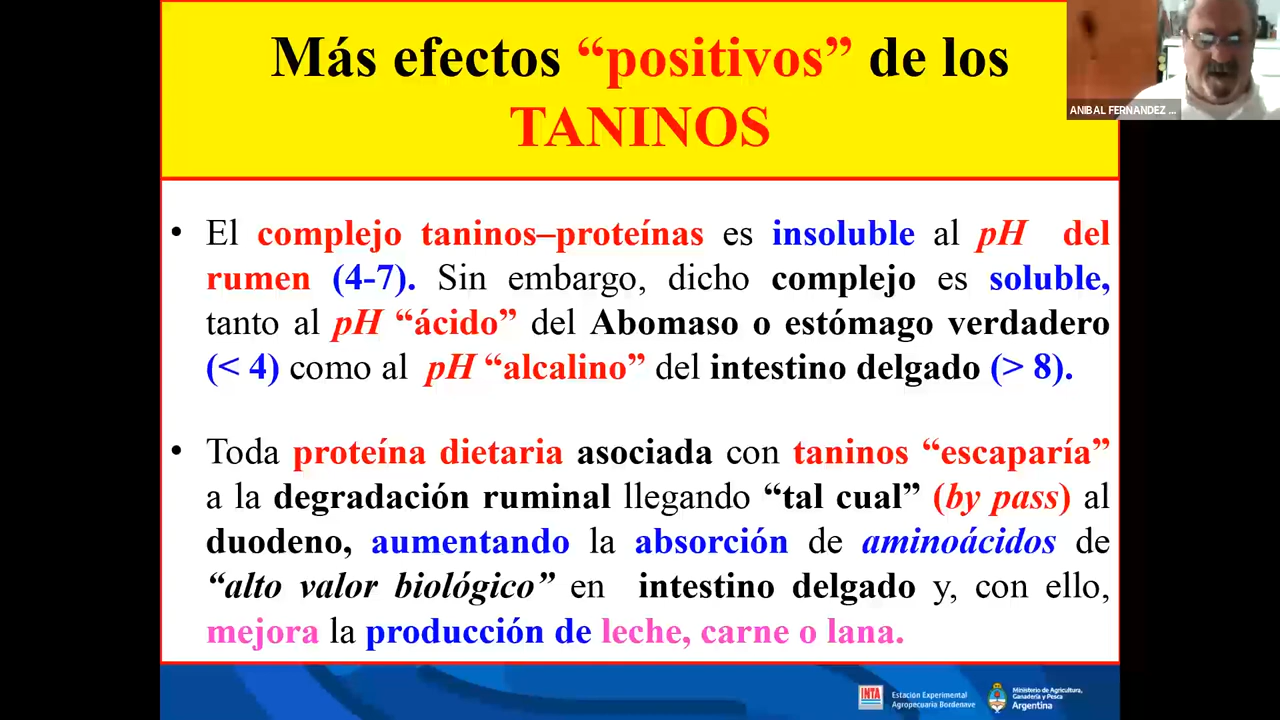 Más efectos “positivos” de los
TANINOS
ANIBAL FERNANDEZ ...
• El complejo taninos–proteínas es insoluble al pH del
rumen (4-7). Sin embargo, dicho complejo es soluble,
tanto al pH “ácido” del Abomaso o estómago verdadero
(< 4) como al pH “alcalino” del intestino delgado (> 8).
• Toda proteína dietaria asociada con taninos “escaparía”
a la degradación ruminal llegando “tal cual” (by pass) al
duodeno, aumentando la absorción de aminoácidos de
“alto valor biológico” en intestino delgado y, con ello,
mejora la producción de leche, carne o lana.
INTA
Estación Experimental
Agropecuaria Bordenave
Ministerio de Agricultura,
Ganadería y Pesca
Argentina